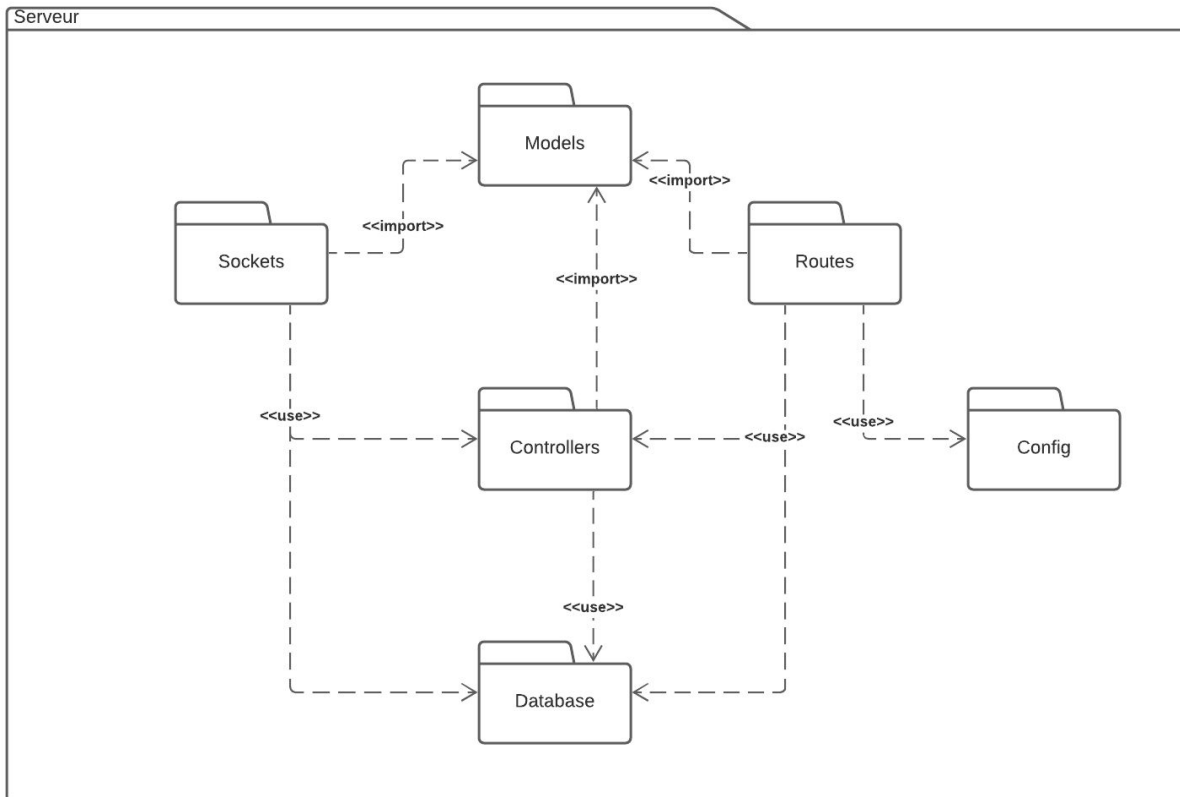 Serveur
Models
<<import>>
Sockets
<<import>>
Routes
<<import>>
<<use>>
Controllers
<<use>>
<<use>>
Config
<<use>>
Database